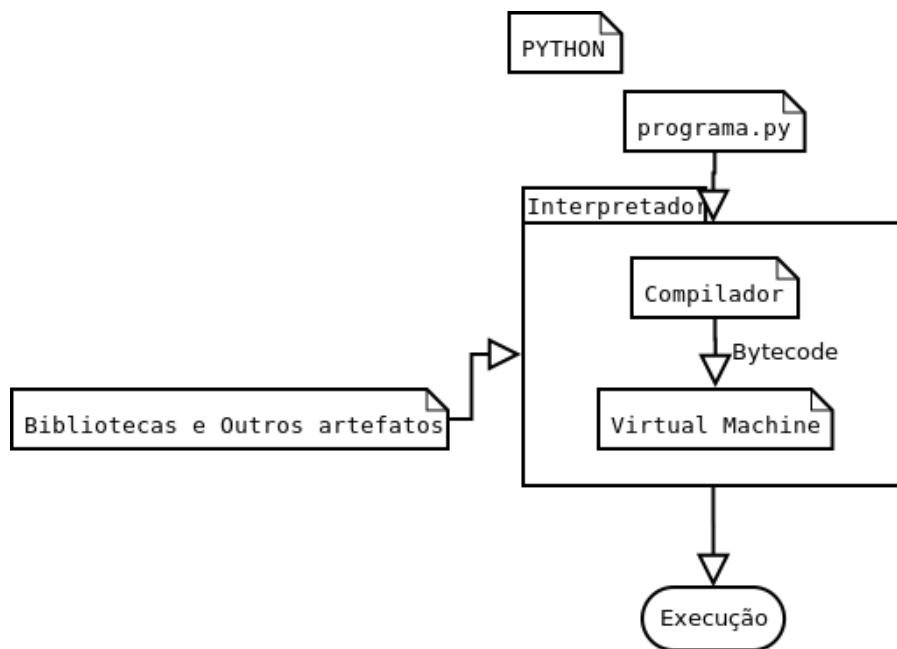 PYTHON
programa.py
Interpretador
Compilador
Bytecode
Virtual Machine
Bibliotecas e Outros artefatos
Execução